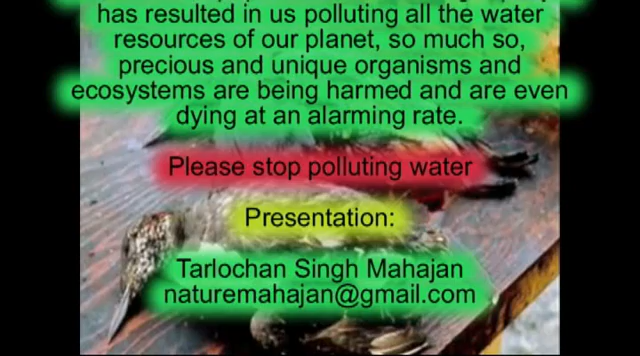 has resulted in us polluting all the water
resources of our planet, so much so,
precious and unique organisms and
ecosystems are being harmed and are even
dying at an alarming rate.
Please stop polluting water
Presentation:
Tarlochan Singh Mahajan
naturemahajan@gmail.com